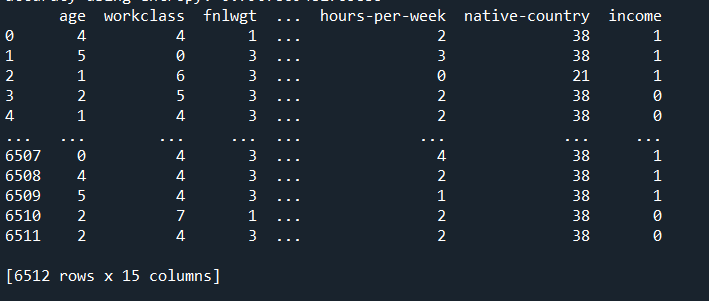 accuracy using entropy:
age workclass fnlwgt ... hours-per-week native-country income
0 4 4 1 ... 2 38 1
1 5 0 3 ... 3 38 1
2 1 6 3 ... 0 21 1
3 2 5 3 ... 2 38 0
4 1 4 3 ... 2 38 0
... ... ... ... ... ... ... ...
6507 0 4 3 ... 4 38 1
6508 4 4 3 ... 2 38 1
6509 5 4 3 ... 1 38 1
6510 2 7 1 ... 2 38 0
6511 2 4 3 ... 2 38 0
[6512 rows x 15 columns]